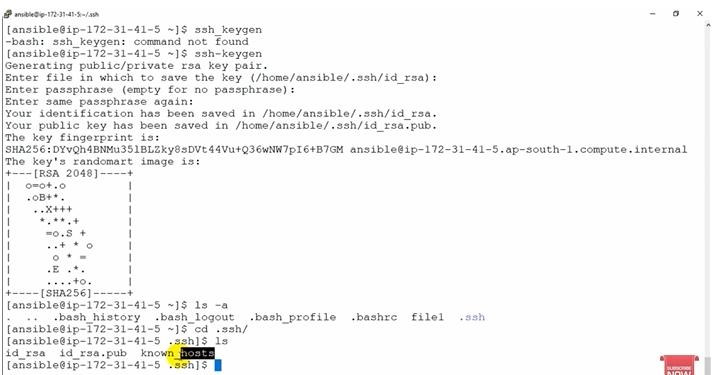 ansible@ip-172-31-41-5:~/.ssh
[ansible@ip-172-31-41-5 ~]$ ssh_keygen
-bash: ssh_keygen: command not found
[ansible@ip-172-31-41-5 ~]$ ssh-keygen
Generating public/private rsa key pair.
Enter file in which to save the key (/home/ansible/.ssh/id_rsa):
Enter passphrase (empty for no passphrase):
Enter same passphrase again:
Your identification has been saved in /home/ansible/.ssh/id_rsa.
Your public key has been saved in /home/ansible/.ssh/id_rsa.pub.
The key fingerprint is:
SHA256:DYvQh4BNMu35lBLZky8sDVt44Vu+Q36wNW7pI6+B7GM ansible@ip-172-31-41-5.ap-south-1.compute.internal
The key's randomart image is:
+---[RSA 2048]----+
|  o=o+.o         |
|  .oB+*.         |
|   ..X+++        |
|    *.**.+       |
|     =o.S +      |
|     ..+ * o     |
|      o * =      |
|     .E .*.      |
|     ....+o.     |
+----[SHA256]-----+
[ansible@ip-172-31-41-5 ~]$ ls -a
.  ..  .bash_history  .bash_logout  .bash_profile  .bashrc  file1  .ssh
[ansible@ip-172-31-41-5 ~]$ cd .ssh/
[ansible@ip-172-31-41-5 .ssh]$ ls
id_rsa  id_rsa.pub  known_hosts
[ansible@ip-172-31-41-5 .ssh]$
SUBSCRIBE
NOW